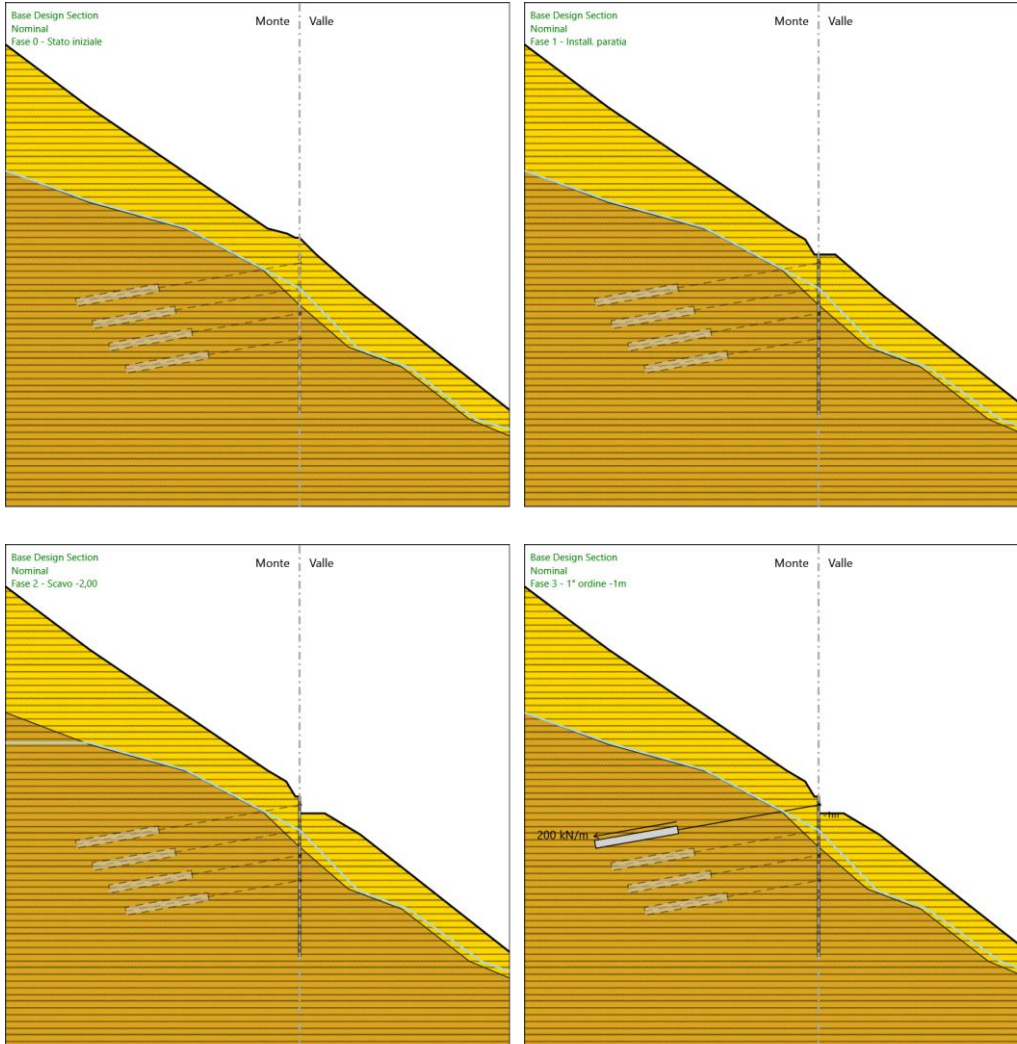 Base Design Section
Nominal
Fase 0 - Stato iniziale
Monte Valle
Base Design Section
Nominal
Fase 1 - Install. paratia
Monte Valle
Base Design Section
Nominal
Fase 2 - Scavo -2,00
Monte Valle
Base Design Section
Nominal
Fase 3 - 1° ordine -1m
Monte Valle
-1m
200 kN/m